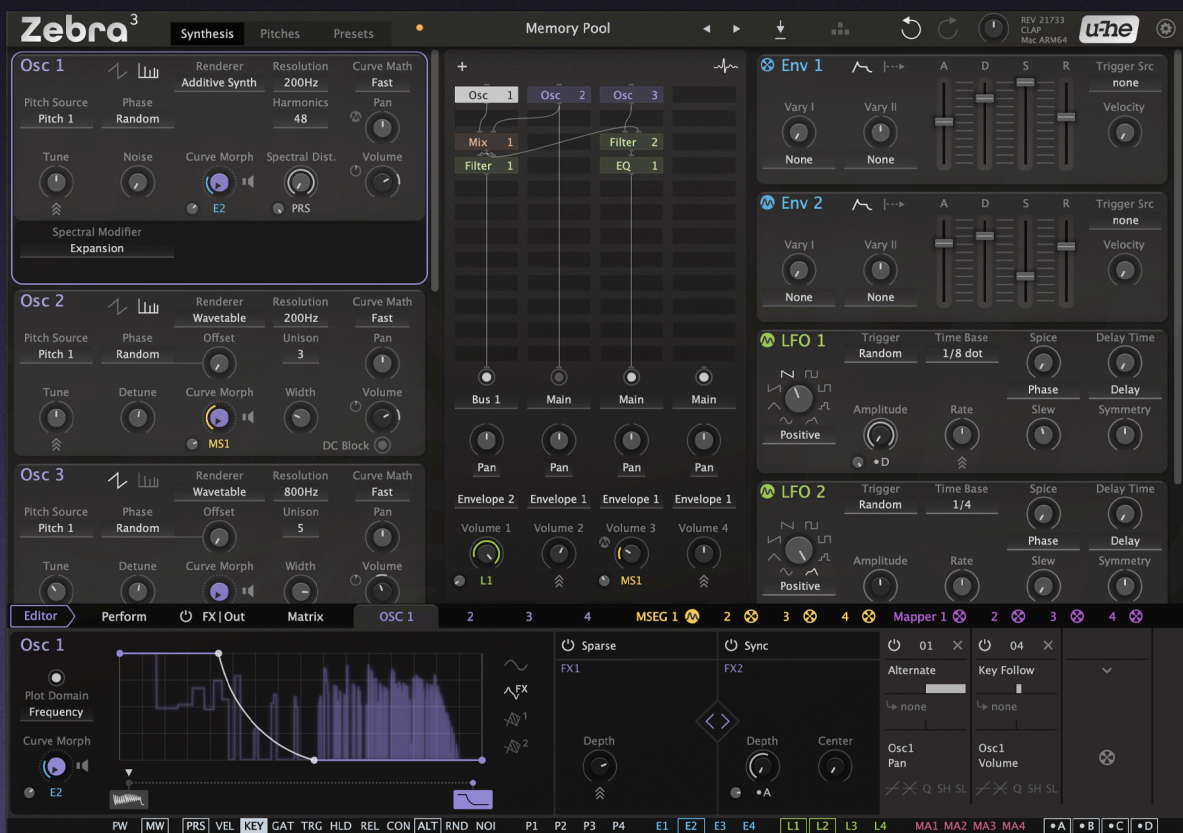 Zebra3
Synthesis Pitches Presets
Memory Pool
REV 21733
CLAP
Mac ARM64
u-he
Osc 1
Renderer Resolution Curve Math
Additive Synth 200Hz Fast
Pitch Source Phase Harmonics Pan
Pitch 1 Random 48
Tune Noise Curve Morph Spectral Dist. Volume
E2 PRS
Spectral Modifier
Expansion
Osc 2
Renderer Resolution Curve Math
Wavetable 200Hz Fast
Pitch Source Phase Offset Unison Pan
Pitch 1 Random 3
Tune Detune Curve Morph Width Volume
MS1 DC Block
Osc 3
Renderer Resolution Curve Math
Wavetable 800Hz Fast
Pitch Source Phase Offset Unison Pan
Pitch 1 Random 5
Tune Detune Curve Morph Width Volume
+
Osc 1 Osc 2 Osc 3
Mix 1 Filter 2
Filter 1 EQ 1
Bus 1 Main Main Main
Pan Pan Pan Pan
Envelope 2 Envelope 1 Envelope 1 Envelope 1
Volume 1 Volume 2 Volume 3 Volume 4
L1 MS1
Env 1
A D S R Trigger Src
none
Vary I Vary II Velocity
None None
Env 2
A D S R Trigger Src
none
Vary I Vary II Velocity
None None
LFO 1
Trigger Time Base Spice Delay Time
Random 1/8 dot
Phase Delay
Amplitude Rate Slew Symmetry
Positive
•D
LFO 2
Trigger Time Base Spice Delay Time
Random 1/4
Phase Delay
Amplitude Rate Slew Symmetry
Positive
Editor Perform FX|Out Matrix OSC 1 2 3 4 MSEG 1 2 3 4 Mapper 1 2 3 4
Osc 1
Plot Domain
Frequency
Curve Morph
E2
FX
1
2
Sparse Sync
FX1 FX2
Depth Depth Center
•A
01 × 04 ×
Alternate Key Follow
none none
Osc1 Osc1
Pan Volume
Q SH SL Q SH SL
PW MW PRS VEL KEY GAT TRG HLD REL CON ALT RND NOI P1 P2 P3 P4 E1 E2 E3 E4 L1 L2 L3 L4 MA1 MA2 MA3 MA4 •A •B •C •D